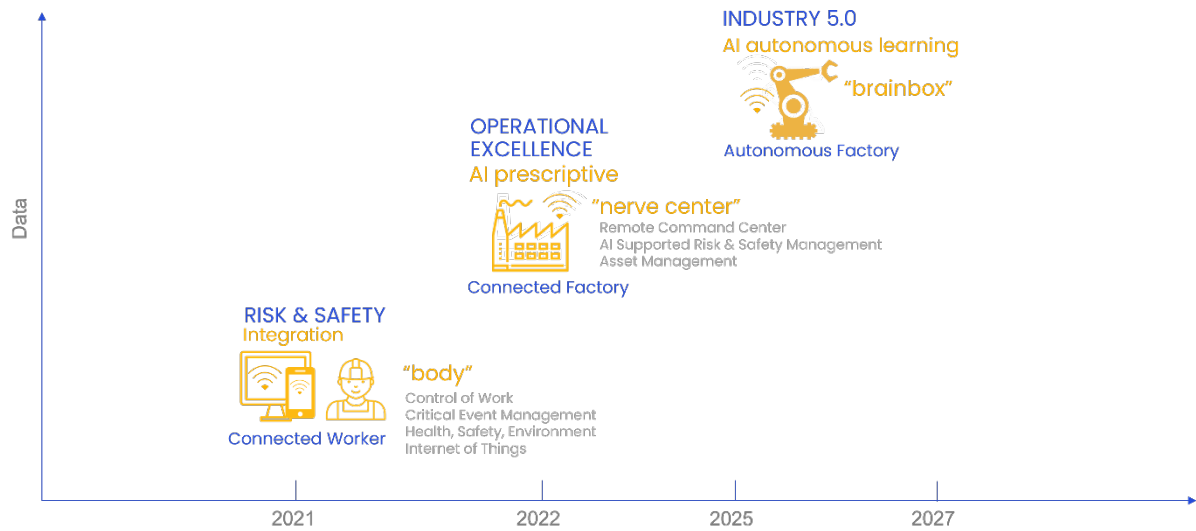 INDUSTRY 5.0
AI autonomous learning
“brainbox”
Autonomous Factory
OPERATIONAL
EXCELLENCE
AI prescriptive
“nerve center”
Remote Command Center
AI Supported Risk & Safety Management
Asset Management
Connected Factory
RISK & SAFETY
Integration
“body”
Control of Work
Critical Event Management
Health, Safety, Environment
Internet of Things
Connected Worker
Data
2021
2022
2025
2027